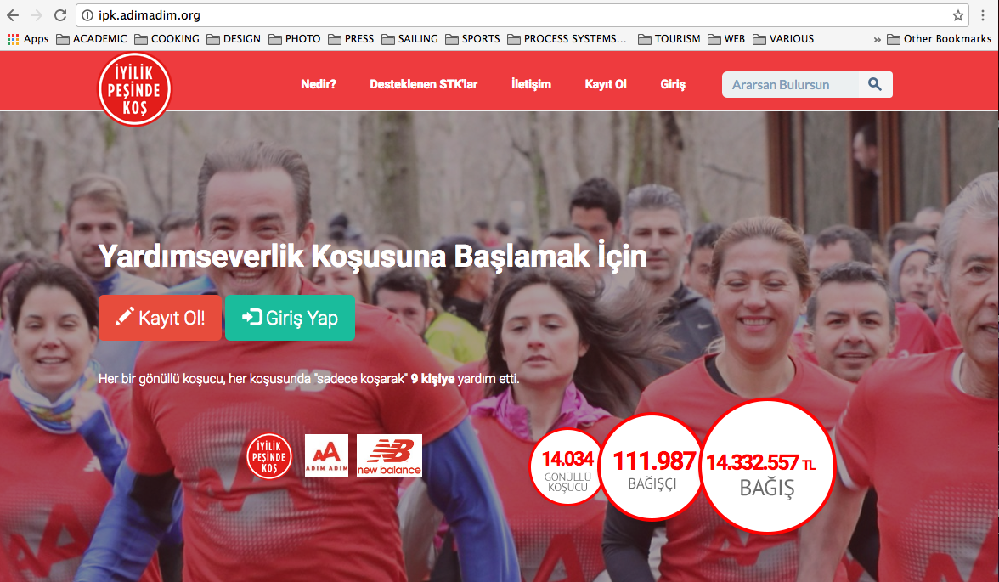 ipk.adimadim.org
Apps ACADEMIC COOKING DESIGN PHOTO PRESS SAILING SPORTS PROCESS SYSTEMS... TOURISM WEB VARIOUS » Other Bookmarks
İYİLİK
PEŞİNDE
KOŞ
Nedir? Desteklenen STK'lar İletişim Kayıt Ol Giriş Ararsan Bulursun
Yardımseverlik Koşusuna Başlamak İçin
Kayıt Ol! Giriş Yap
Her bir gönüllü koşucu, her koşusunda "sadece koşarak" 9 kişiye yardım etti.
İYİLİK
PEŞİNDE
KOŞ
AA
ADIM ADIM
NB
new balance
14.034
GÖNÜLLÜ
KOŞUCU
111.987
BAĞIŞÇI
14.332.557 TL
BAĞIŞ